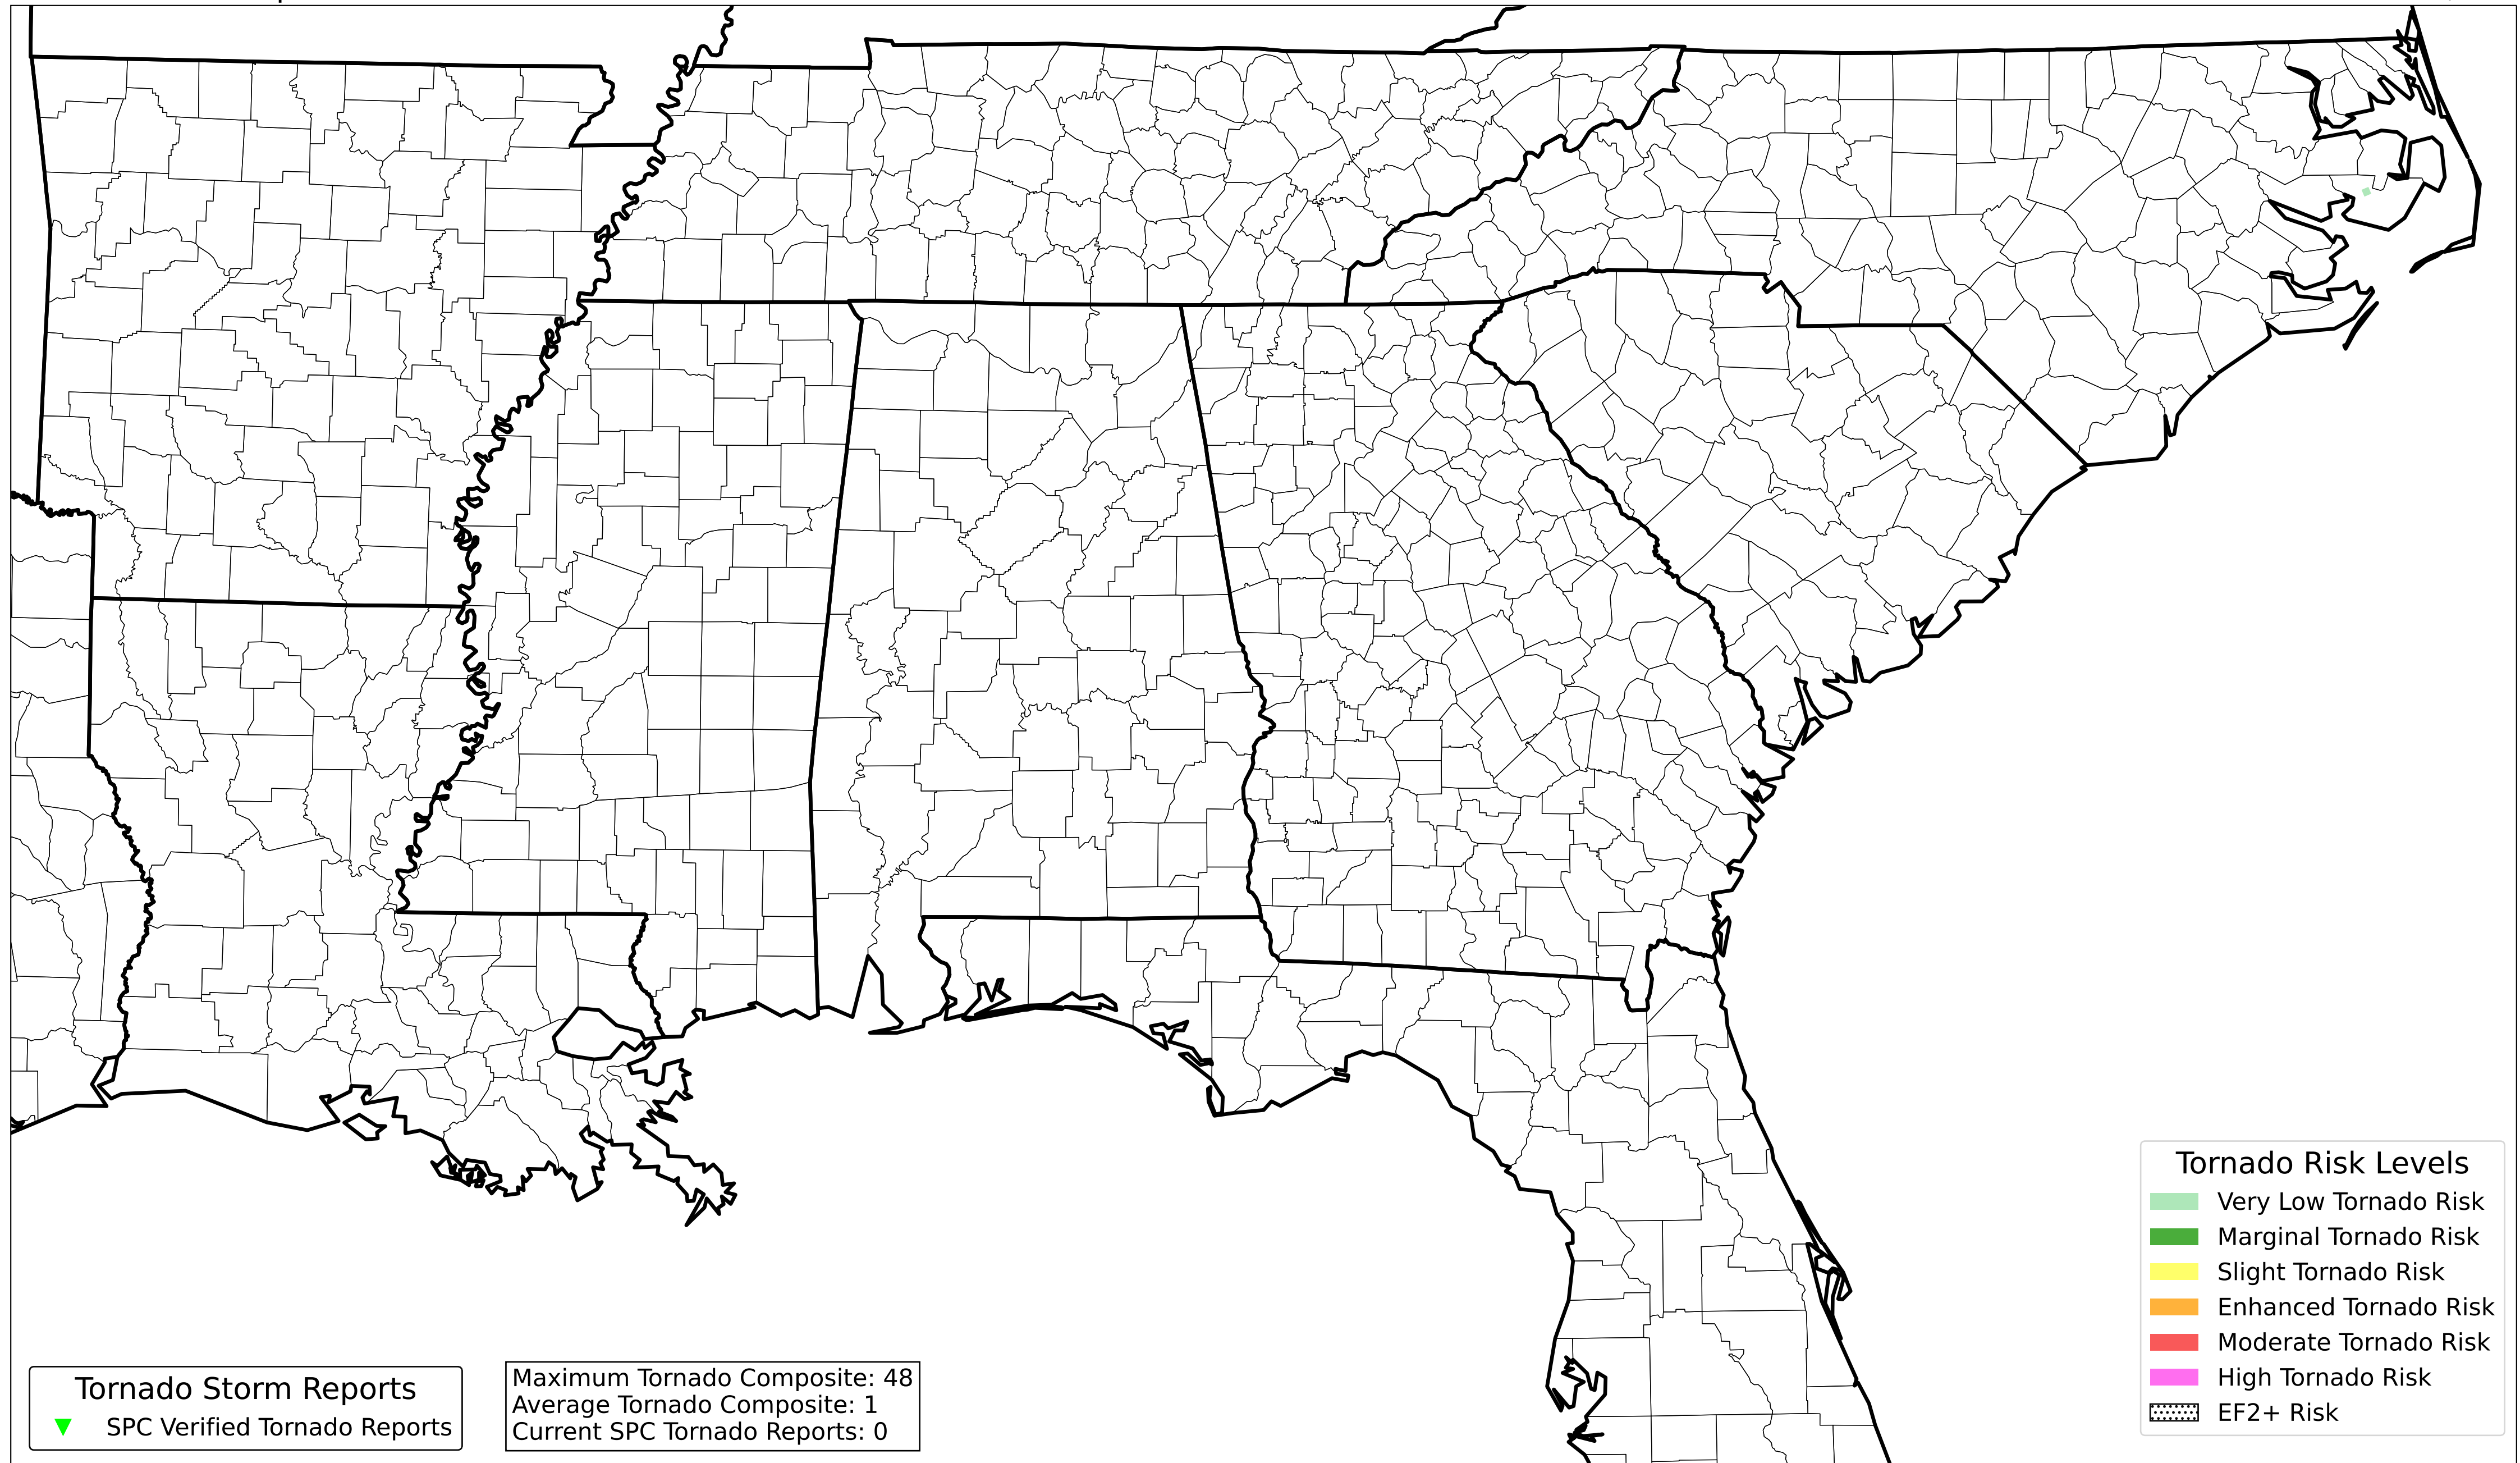 Tornado Risk Levels
Very Low Tornado Risk
Marginal Tornado Risk
Slight Tornado Risk
Enhanced Tornado Risk
Moderate Tornado Risk
High Tornado Risk
EF2+ Risk
Tornado Storm Reports
SPC Verified Tornado Reports
Maximum Tornado Composite: 48
Average Tornado Composite: 1
Current SPC Tornado Reports: 0